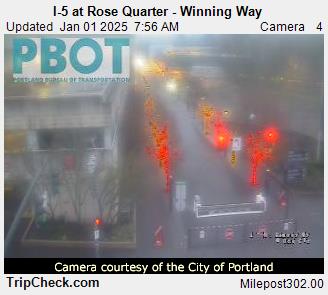 I-5 at Rose Quarter - Winning Way
Updated Jan 01 2025 7:56 AM Camera 4
PBOT
PORTLAND BUREAU OF TRANSPORTATION
Camera courtesy of the City of Portland
TripCheck.com Milepost302.00